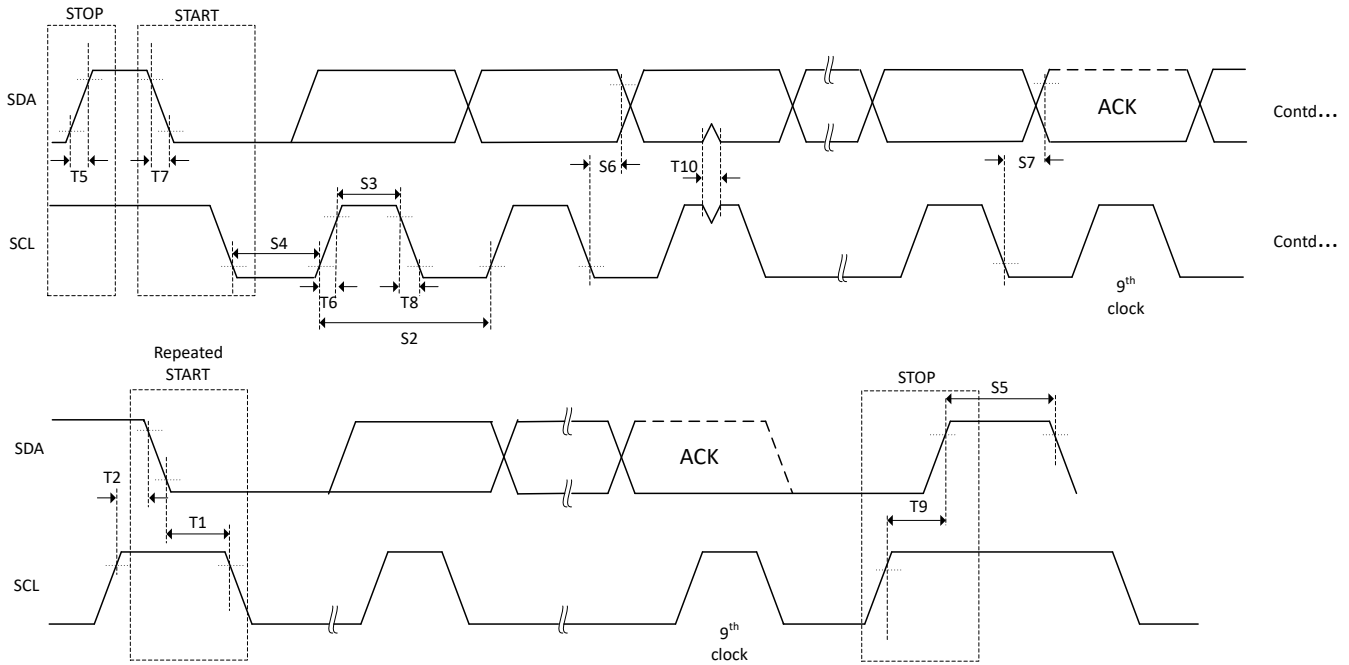 STOP
START
SDA
ACK
Contd...
T5
T7
S6
T10
S7
S3
SCL
S4
Contd...
T6
T8
9th
clock
S2
Repeated
START
STOP
S5
SDA
ACK
T2
T9
T1
SCL
9th
clock